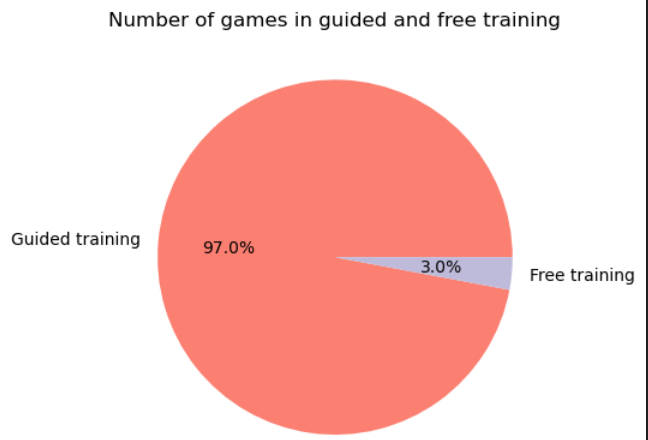 Number of games in guided and free training
Guided training
97.0%
3.0%
Free training